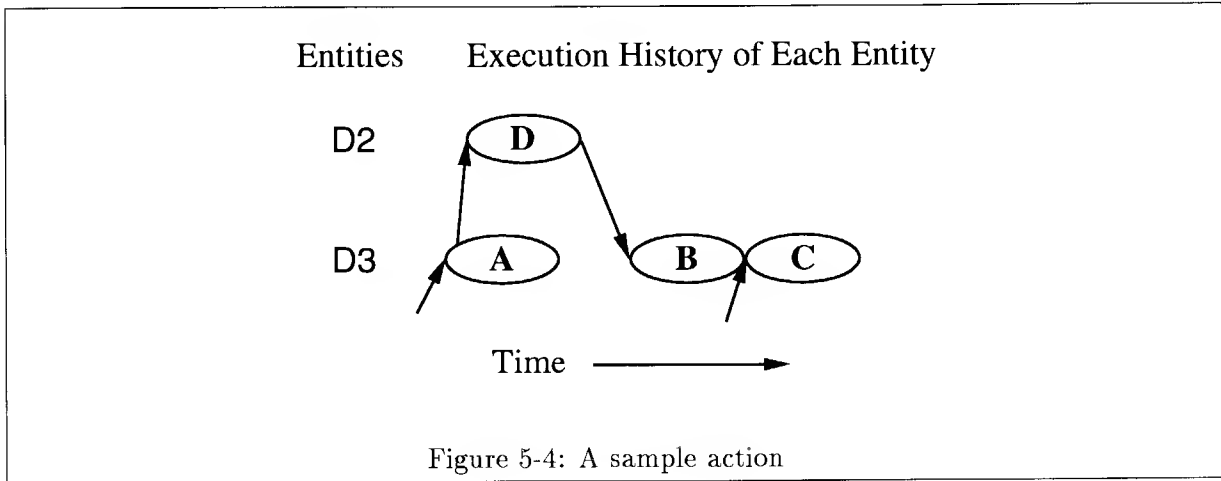 Entities Execution History of Each Entity
D2 D
D3 A B C
Time
Figure 5-4: A sample action